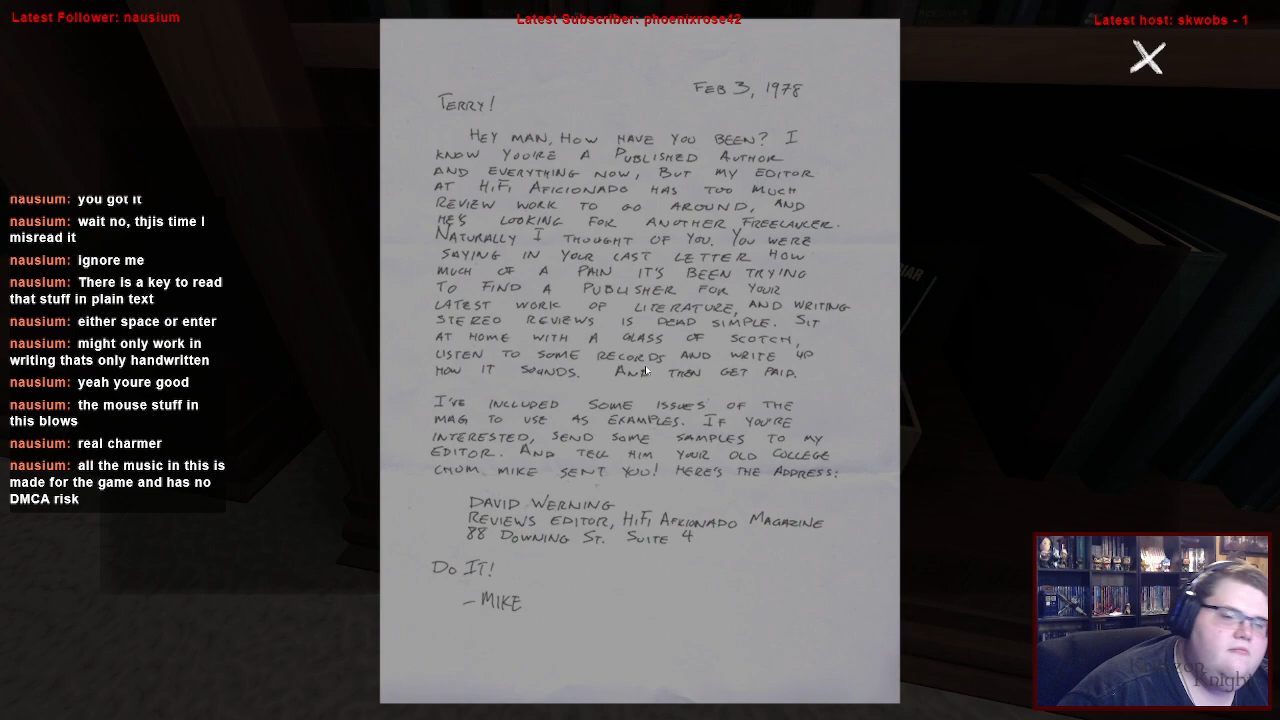 Latest Follower: nausium
Latest Subscriber: phoenixrose42
Latest host: skwobs - 1
FEB 3, 1978
TERRY!
HEY MAN, HOW HAVE YOU BEEN? I
KNOW YOU'RE A PUBLISHED AUTHOR
AND EVERYTHING NOW, BUT MY EDITOR
AT HIFI AFICIONADO HAS TOO MUCH
REVIEW WORK TO GO AROUND, AND
HE'S LOOKING FOR ANOTHER FREELANCER.
NATURALLY I THOUGHT OF YOU. YOU WERE
SAYING IN YOUR LAST LETTER HOW
MUCH OF A PAIN IT'S BEEN TRYING
TO FIND A PUBLISHER FOR YOUR
LATEST WORK OF LITERATURE, AND WRITING
STEREO REVIEWS IS DEAD SIMPLE. SIT
AT HOME WITH A GLASS OF SCOTCH,
LISTEN TO SOME RECORDS AND WRITE UP
HOW IT SOUNDS. AND THEN GET PAID.
I'VE INCLUDED SOME ISSUES OF THE
MAG TO USE AS EXAMPLES. IF YOU'RE
INTERESTED, SEND SOME SAMPLES TO MY
EDITOR. AND TELL HIM YOUR OLD COLLEGE
CHUM MIKE SENT YOU! HERE'S THE ADDRESS:
DAVID WERNING
REVIEWS EDITOR, HIFI AFICIONADO MAGAZINE
88 DOWNING ST. SUITE 4
DO IT!
– MIKE
nausium: you got it
nausium: wait no, thjis time I
misread it
nausium: ignore me
nausium: There is a key to read
that stuff in plain text
nausium: either space or enter
nausium: might only work in
writing thats only handwritten
nausium: yeah youre good
nausium: the mouse stuff in
this blows
nausium: real charmer
nausium: all the music in this is
made for the game and has no
DMCA risk
Knight